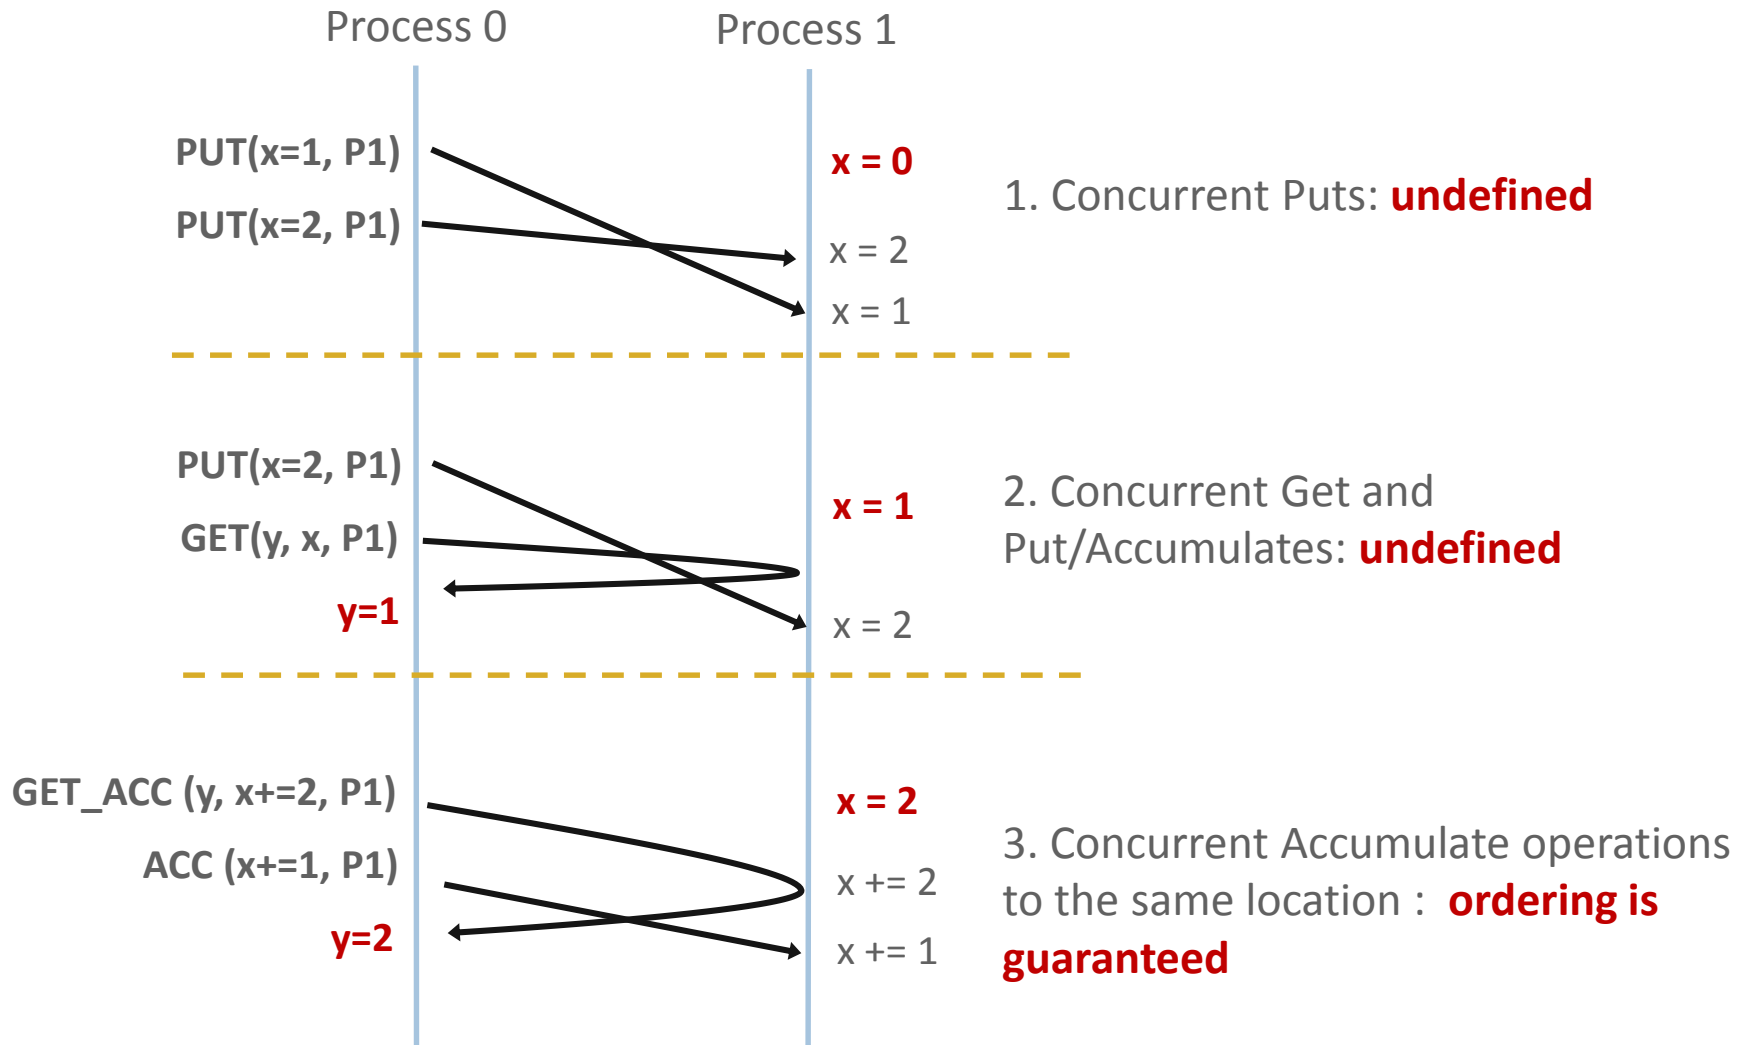 Process 0
Process 1
PUT(x=1, P1)
x = 0
PUT(x=2, P1)
1. Concurrent Puts: undefined
x = 2
x = 1
PUT(x=2, P1)
x = 1
GET(y, x, P1)
2. Concurrent Get and
Put/Accumulates: undefined
y=1
x = 2
GET_ACC (y, x+=2, P1)
x = 2
ACC (x+=1, P1)
x += 2
3. Concurrent Accumulate operations
to the same location : ordering is
guaranteed
y=2
x += 1